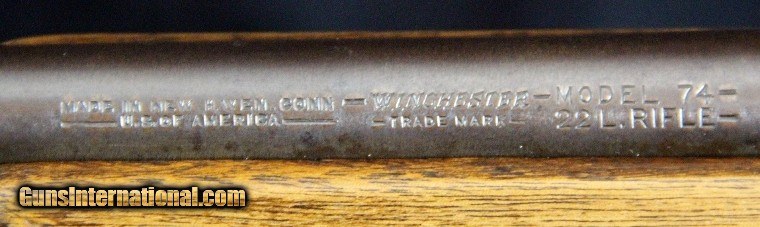 MADE IN NEW HAVEN, CONN. – WINCHESTER – MODEL 74 –
U.S. OF AMERICA – TRADE MARK – 22 L. RIFLE –
GunsInternational.com